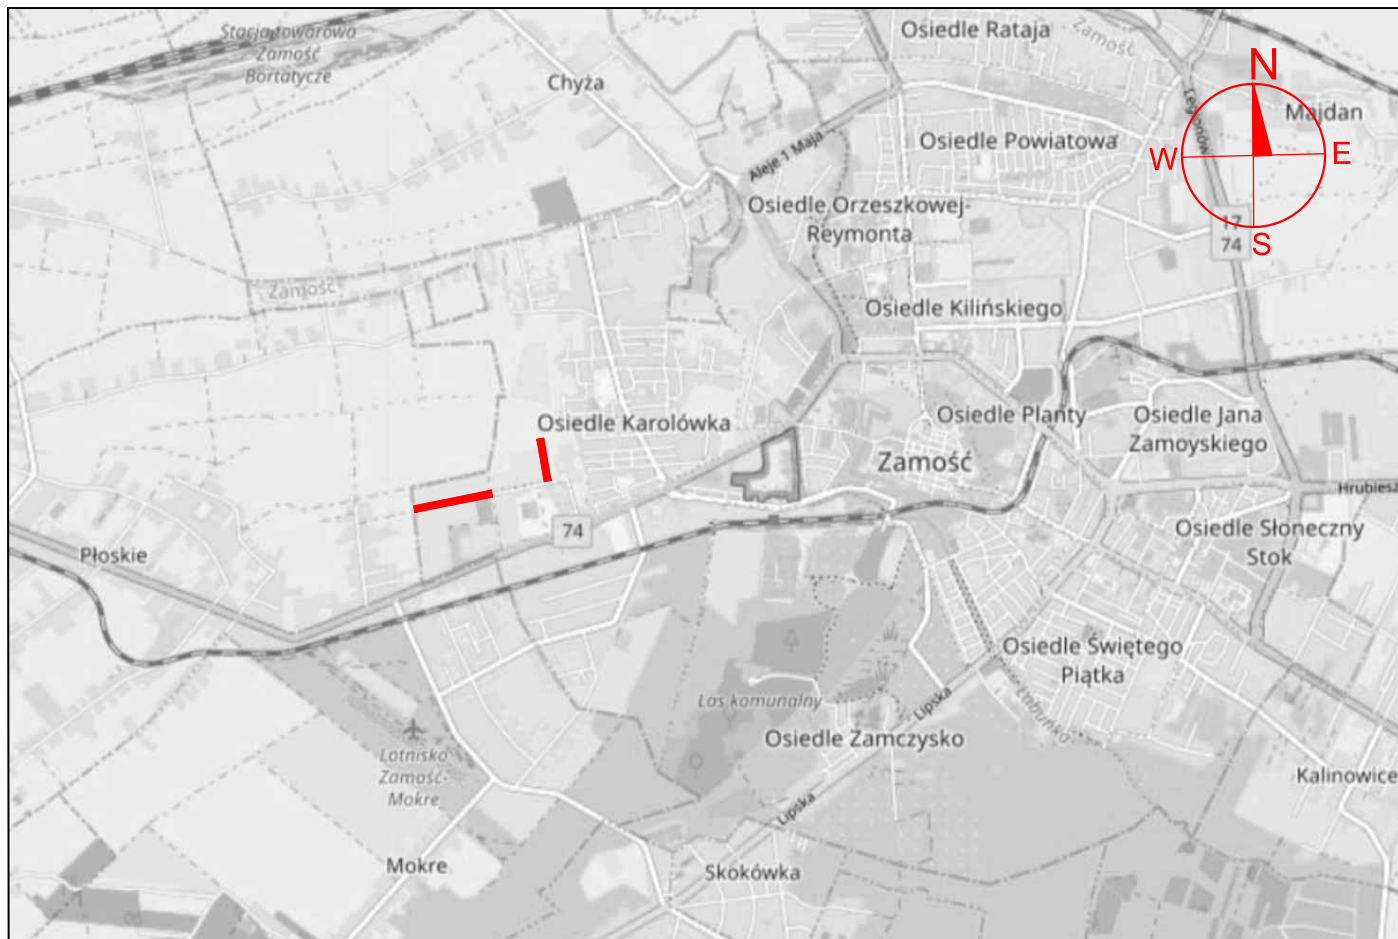 Stacja towarowa
Zamość
Bortatycze
Chyża
Osiedle Rataja
Zamość
N
Majdan
Legionów
Osiedle Powiatowa
Aleje 1 Maja
W
E
Osiedle Orzeszkowej-
Reymonta
17
74
S
Zamość
Osiedle Kilińskiego
Osiedle Karolówka
Osiedle Planty
Osiedle Jana
Zamoyskiego
Zamość
Hrubiesz
74
Osiedle Słoneczny
Stok
Płoskie
Osiedle Świętego
Piątka
Las komunalny
Lipska
Łabuńka
Osiedle Zamczysko
Lotnisko
Zamość-
Mokre
Kalinowice
Lipska
Mokre
Skokówka